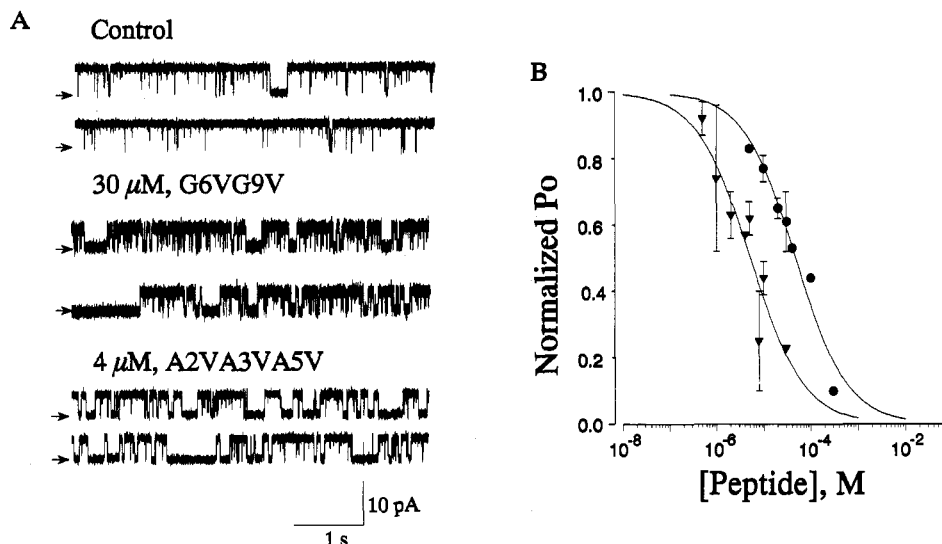 A
Control
30 μM, G6VG9V
4 μM, A2VA3VA5V
10 pA
1 s
B
Normalized Po
1.0
0.8
0.6
0.4
0.2
0.0
10⁻⁸
10⁻⁶
10⁻⁴
10⁻²
[Peptide], M